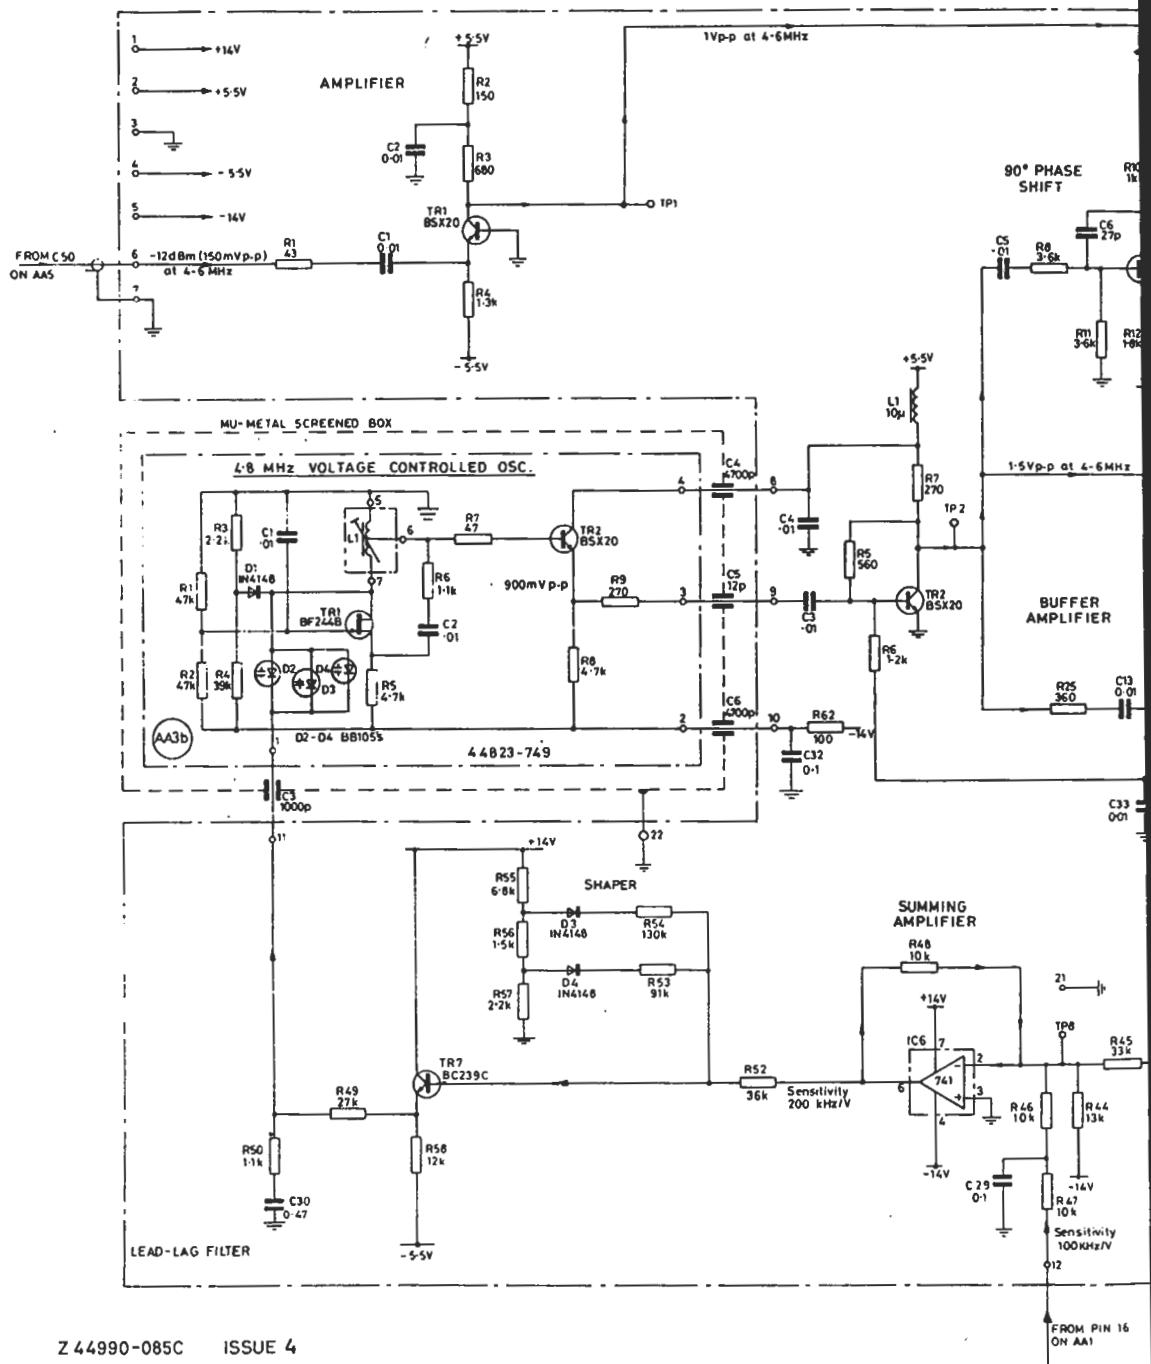 1 +14V
2 +5·5V
3
4 -5·5V
5 -14V
FROM C50
ON AA5
6 -12dBm (150mVp-p)
at 4-6 MHz
7
AMPLIFIER
+5·5V
R2
150
C2
0·01
R3
680
TR1
BSX20
TP1
R1
43
C1
0·01
R4
1·3k
-5·5V
1Vp-p at 4-6MHz
90° PHASE
SHIFT
R10
1k
C6
27p
C5
·01
R8
3·6k
R11
3·6k
R12
1·8k
+5·5V
L1
10μ
R7
270
1·5Vp-p at 4-6MHz
TP2
R5
560
TR2
BSX20
C4
·01
C3
·01
R6
1·2k
BUFFER
AMPLIFIER
R25
360
C13
0·01
C33
0·01
MU-METAL SCREENED BOX
4·8 MHz VOLTAGE CONTROLLED OSC.
R3
2·2k
C1
·01
5
L1
6
7
R7
47
TR2
BSX20
4
C4
4700p
8
D1
IN4148
R1
47k
TR1
BF244B
R6
1·1k
C2
·01
900mV p-p
R9
270
3
C5
12p
9
R2
47k
R4
39k
D2
D4
D3
R5
4·7k
R8
4·7k
2
C6
4700p
10
R62
100
-14V
C32
0·1
AA3b
1
D2-D4 BB105's
44823-749
C3
1000p
11
22
+14V
R55
6·8k
SHAPER
D3
IN4148
R54
130k
R56
1·5k
D4
IN4148
R53
91k
R57
2·2k
TR7
BC239C
R52
36k
Sensitivity
200 kHz/V
SUMMING
AMPLIFIER
R48
10k
+14V
IC6
7
741
6
2
3
4
-14V
21
TP8
R45
33k
R46
10k
R44
13k
-14V
C29
0·1
R47
10k
Sensitivity
100KHz/V
12
R49
27k
R50
1·1k
R58
12k
C30
0·47
-5·5V
LEAD-LAG FILTER
FROM PIN 16
ON AA1
Z 44990-085C ISSUE 4